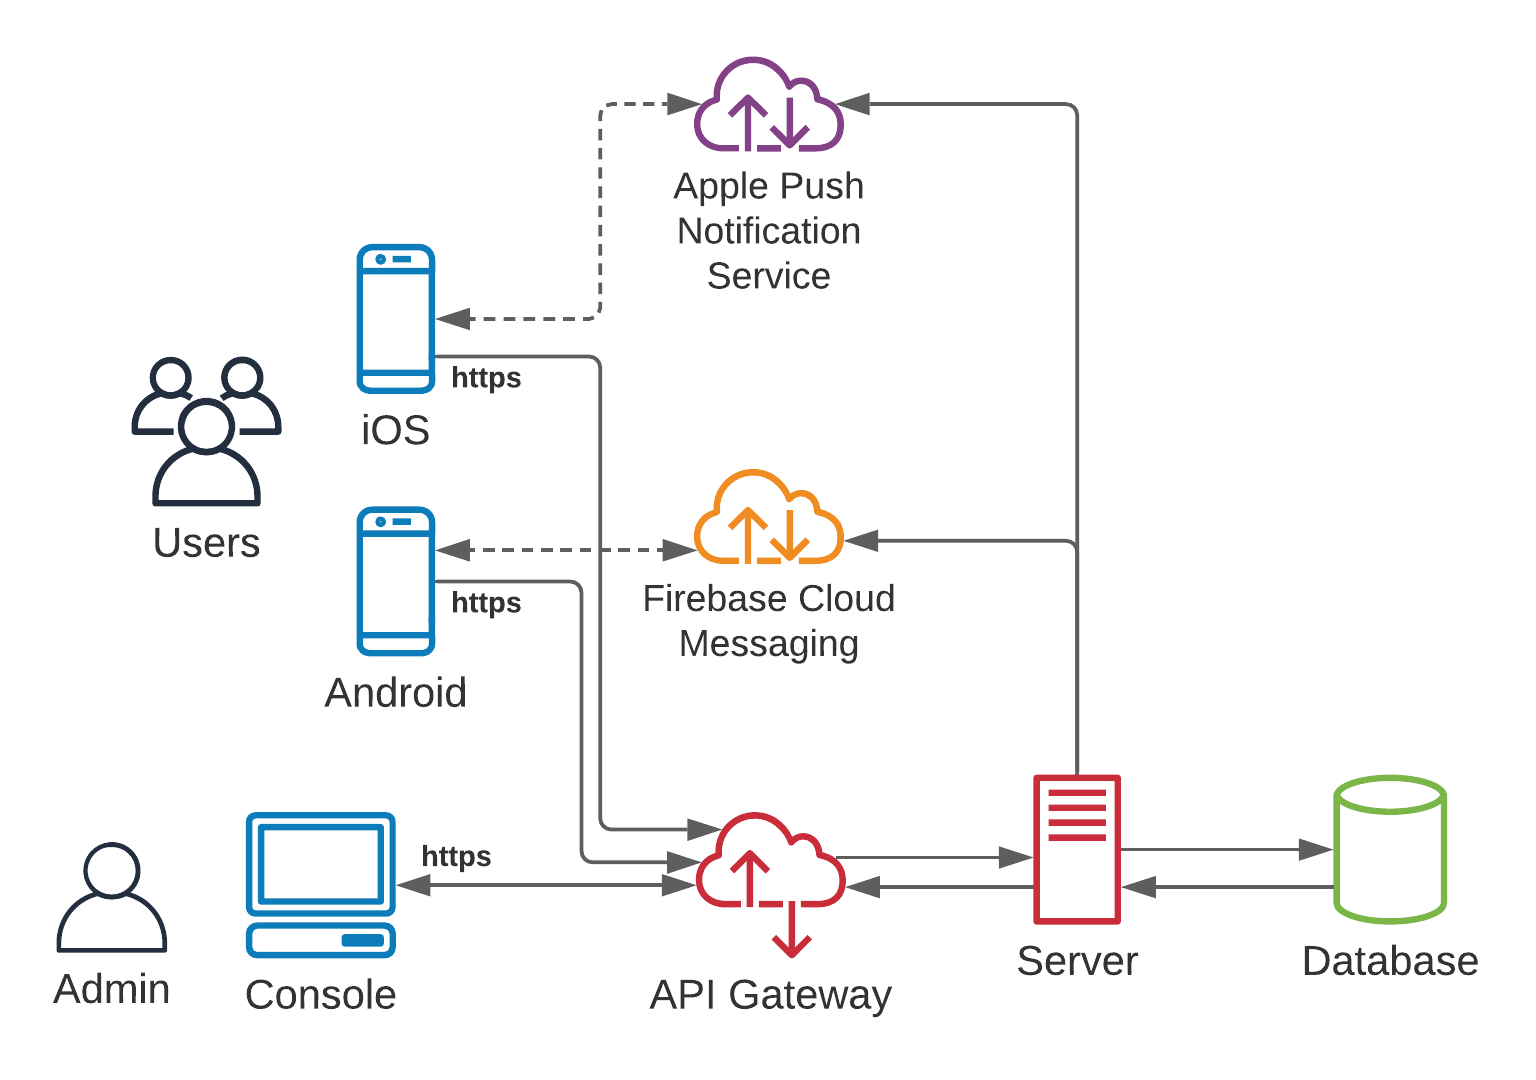 Apple Push
Notification
Service
https
iOS
Users
https
Android
Firebase Cloud
Messaging
https
Admin
Console
API Gateway
Server
Database